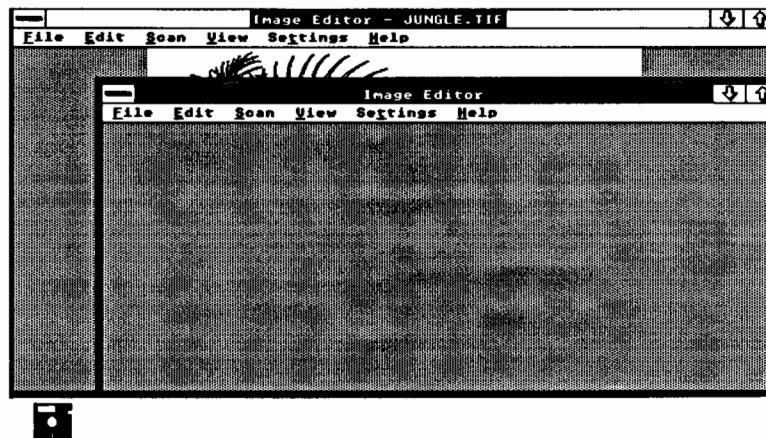 Image Editor - JUNGLE.TIF
File Edit Scan View Settings Help
Image Editor
File Edit Scan View Settings Help